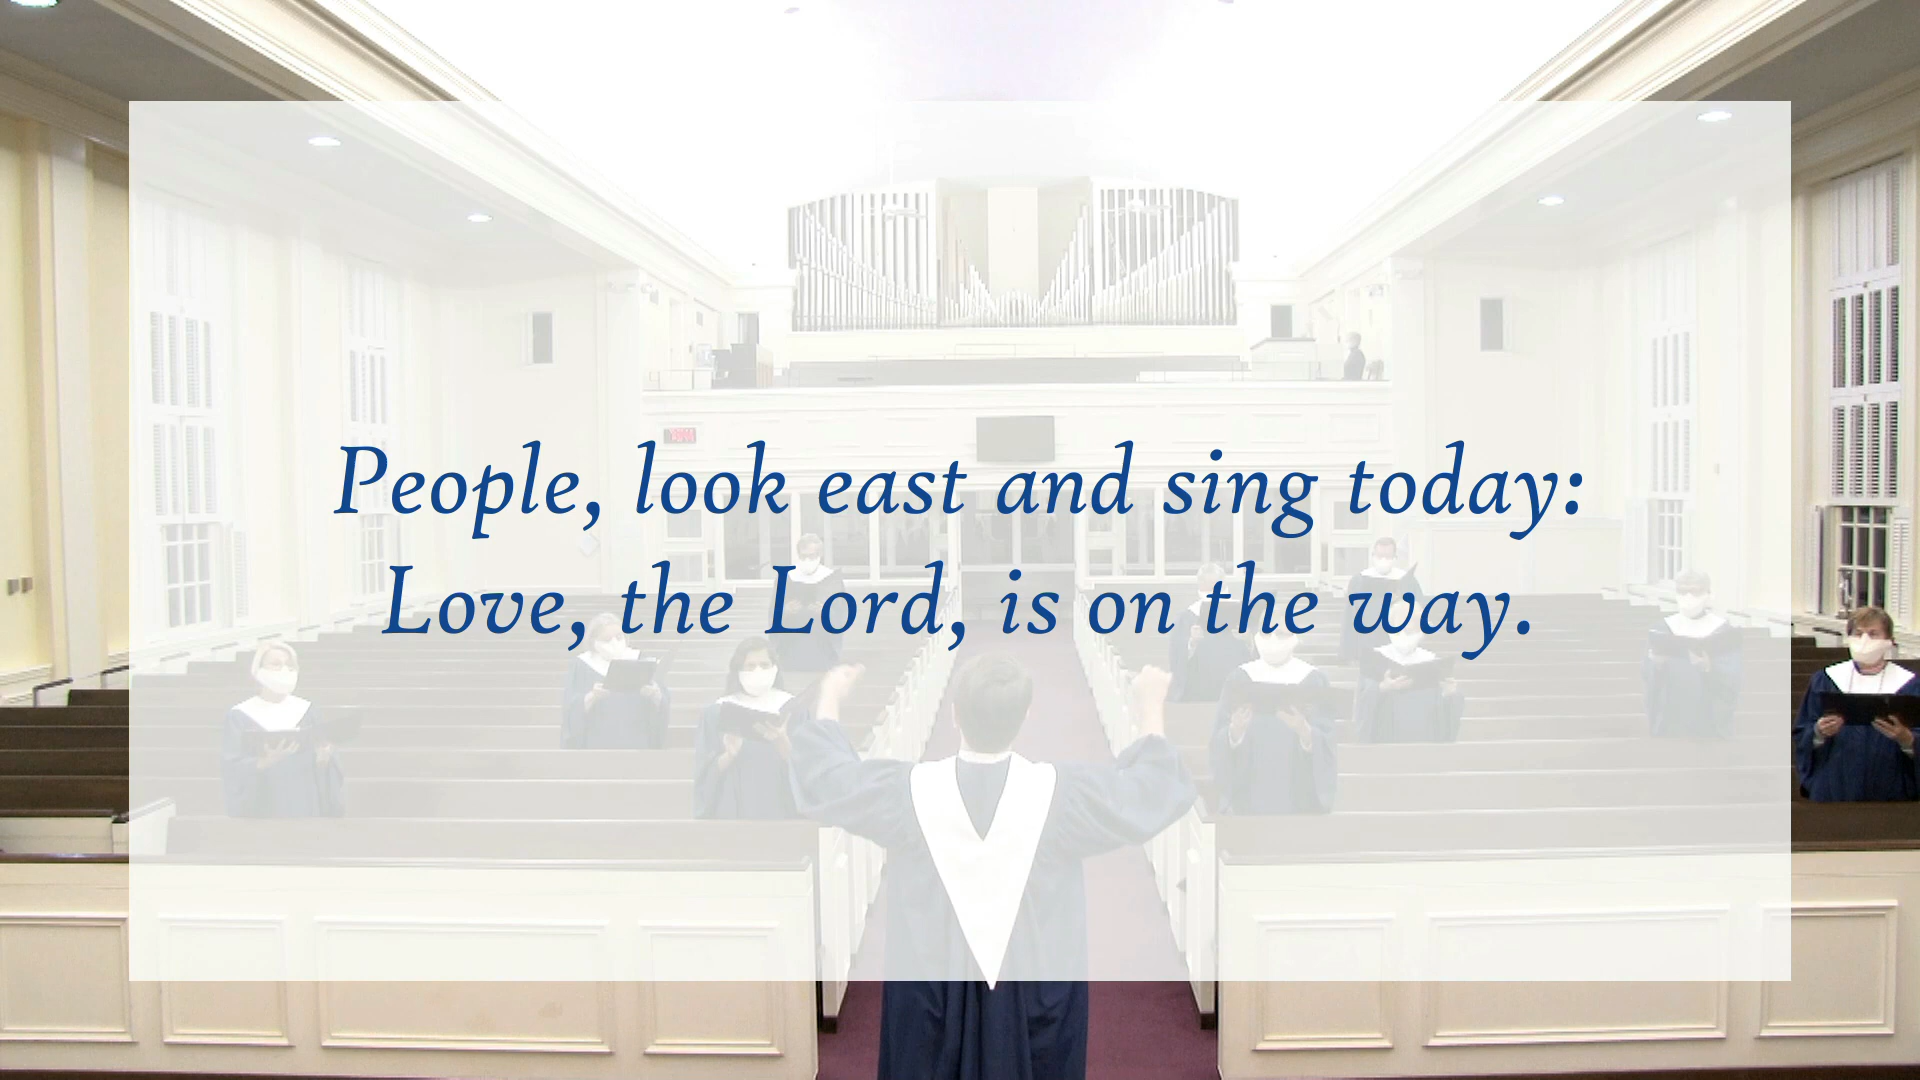 People, look east and sing today:
Love, the Lord, is on the way.